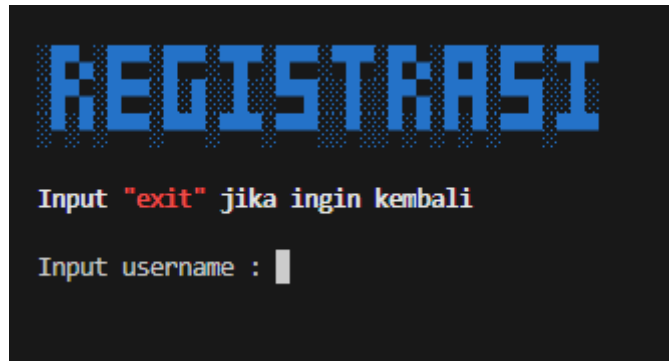 REGISTRASI
Input "exit" jika ingin kembali
Input username :